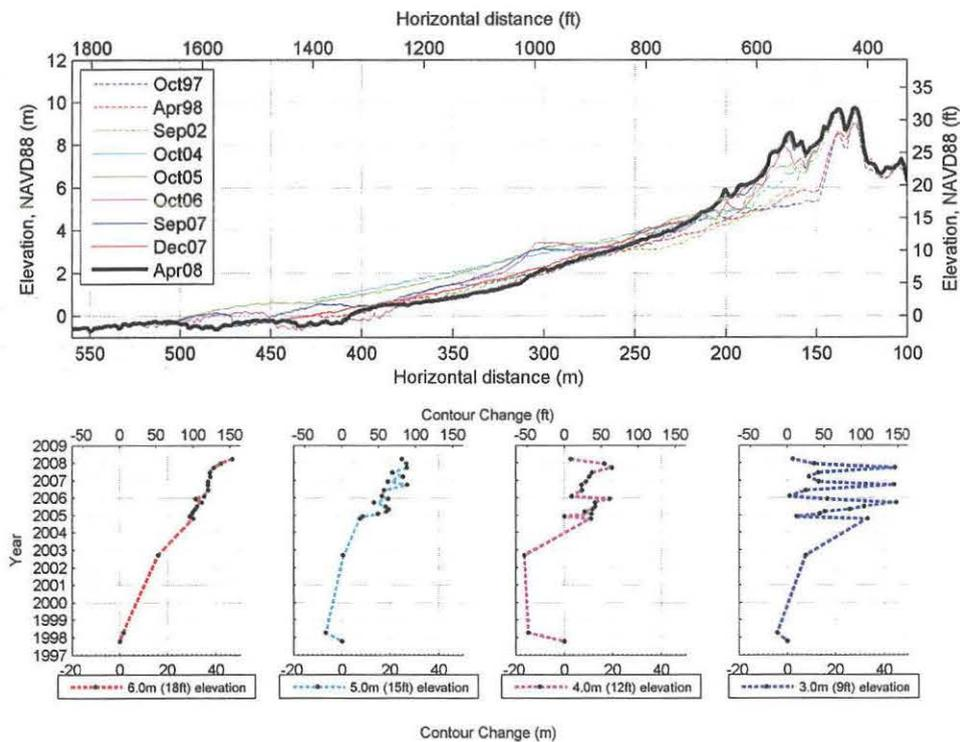 Horizontal distance (ft)
1800 1600 1400 1200 1000 800 600 400
12
10
8
6
4
2
0
Elevation, NAVD88 (m)
Oct97
Apr98
Sep02
Oct04
Oct05
Oct06
Sep07
Dec07
Apr08
35
30
25
20
15
10
5
0
Elevation, NAVD88 (ft)
550 500 450 400 350 300 250 200 150 100
Horizontal distance (m)
Contour Change (ft)
-50 0 50 100 150 -50 0 50 100 150 -50 0 50 100 150 -50 0 50 100 150
2009
2008
2007
2006
2005
2004
2003
2002
2001
2000
1999
1998
1997
Year
-20 0 20 40 -20 0 20 40 -20 0 20 40 -20 0 20 40
6.0m (18ft) elevation 5.0m (15ft) elevation 4.0m (12ft) elevation 3.0m (9ft) elevation
Contour Change (m)